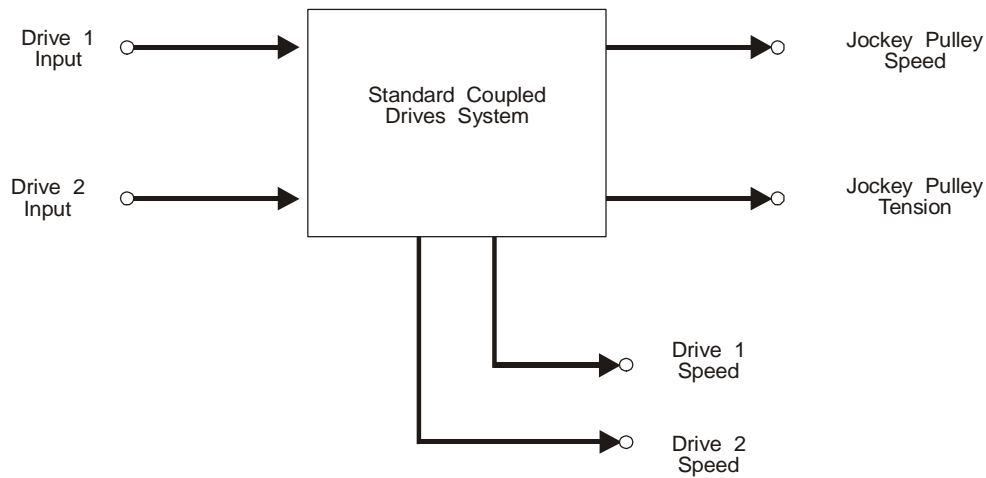 Drive 1
Input
Drive 2
Input
Standard Coupled
Drives System
Jockey Pulley
Speed
Jockey Pulley
Tension
Drive 1
Speed
Drive 2
Speed